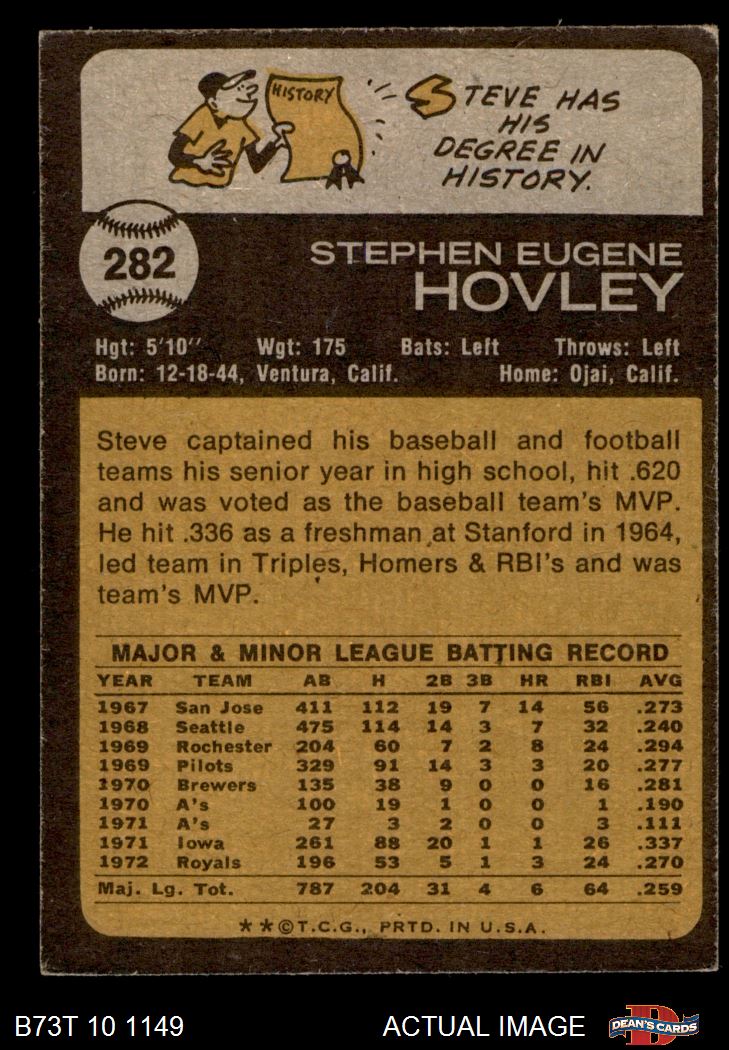 HISTORY
STEVE HAS
HIS
DEGREE IN
HISTORY.
282
STEPHEN EUGENE
HOVLEY
Hgt: 5'10" Wgt: 175 Bats: Left Throws: Left
Born: 12-18-44, Ventura, Calif. Home: Ojai, Calif.
Steve captained his baseball and football
teams his senior year in high school, hit .620
and was voted as the baseball team's MVP.
He hit .336 as a freshman at Stanford in 1964,
led team in Triples, Homers & RBI's and was
team's MVP.
MAJOR & MINOR LEAGUE BATTING RECORD
YEAR TEAM AB H 2B 3B HR RBI AVG
1967 San Jose 411 112 19 7 14 56 .273
1968 Seattle 475 114 14 3 7 32 .240
1969 Rochester 204 60 7 2 8 24 .294
1969 Pilots 329 91 14 3 3 20 .277
1970 Brewers 135 38 9 0 0 16 .281
1970 A's 100 19 1 0 0 1 .190
1971 A's 27 3 2 0 0 3 .111
1971 Iowa 261 88 20 1 1 26 .337
1972 Royals 196 53 5 1 3 24 .270
Maj. Lg. Tot. 787 204 31 4 6 64 .259
**©T.C.G., PRTD. IN U.S.A.
B73T 10 1149 ACTUAL IMAGE
D
DEAN'S CARDS